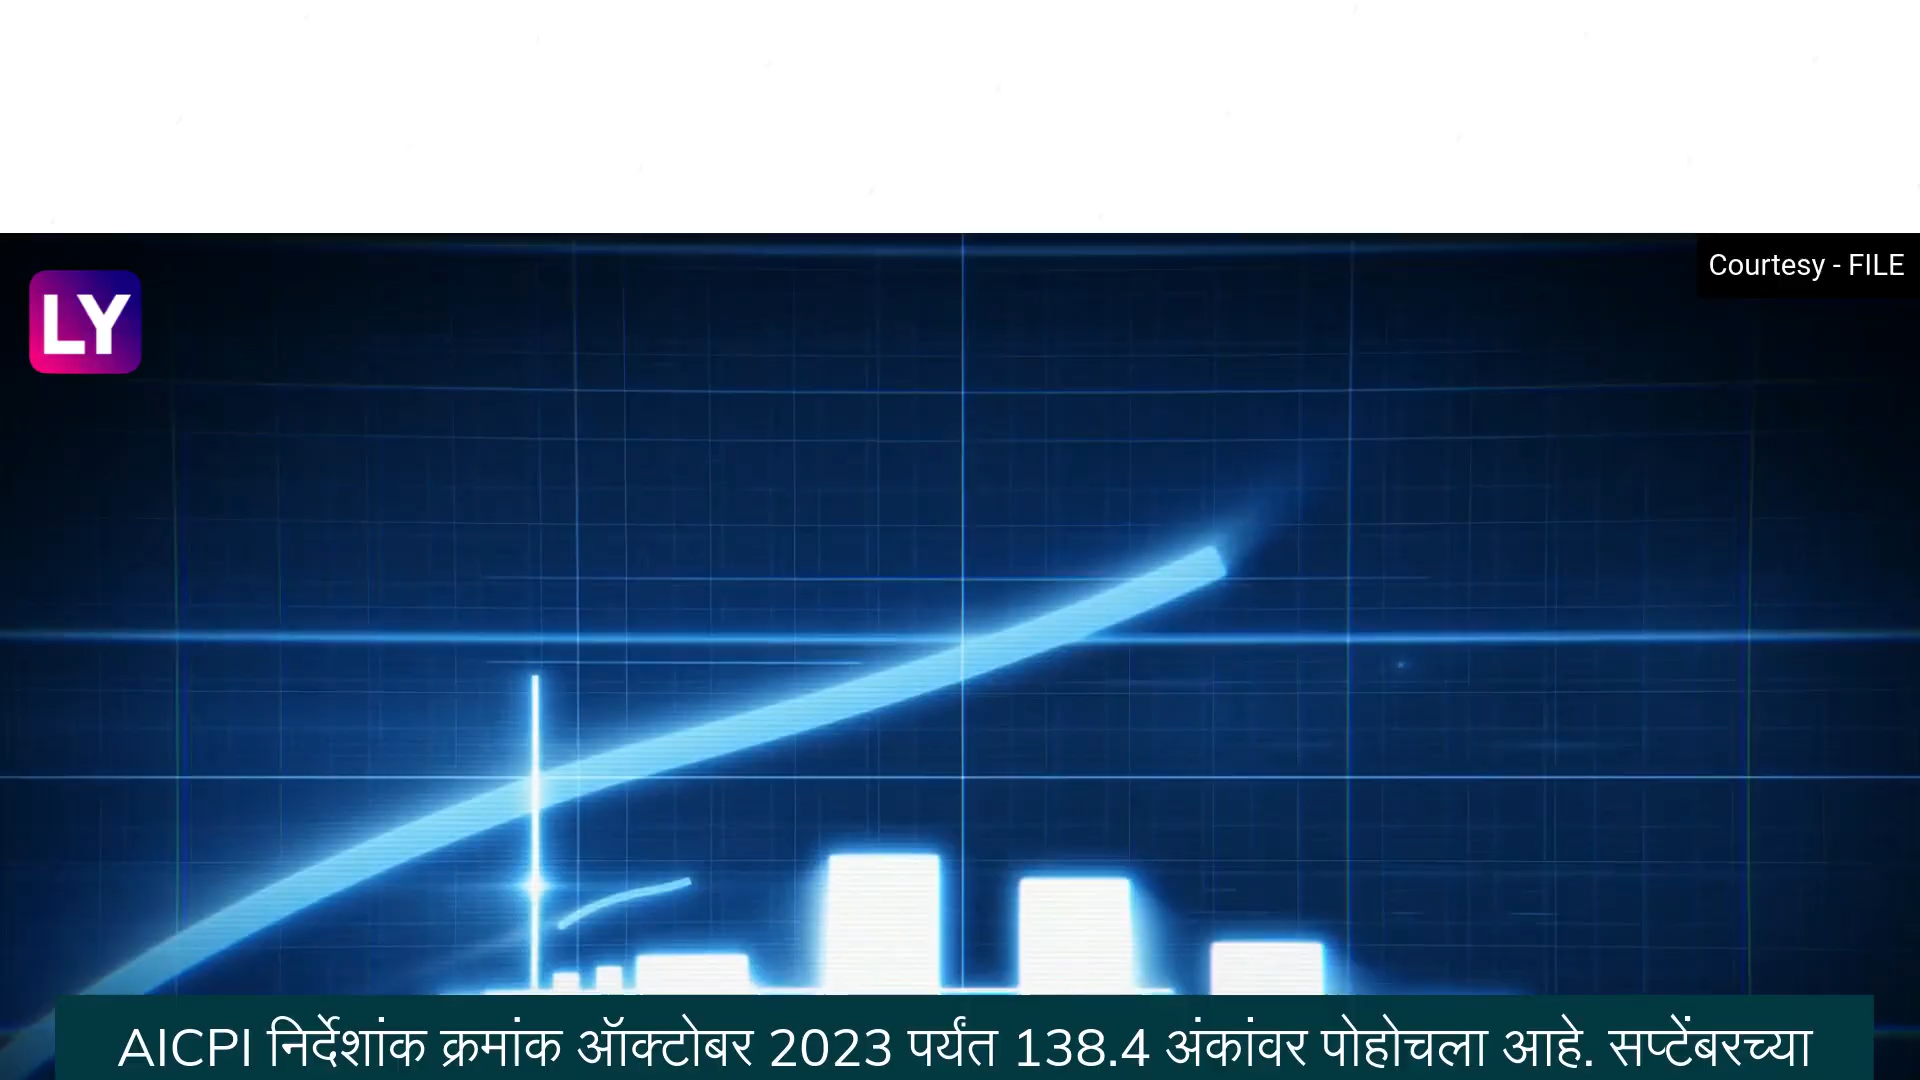 Courtesy - FILE
LY
AICPI निर्देशांक क्रमांक ऑक्टोबर 2023 पर्यंत 138.4 अंकांवर पोहोचला आहे. सप्टेंबरच्या